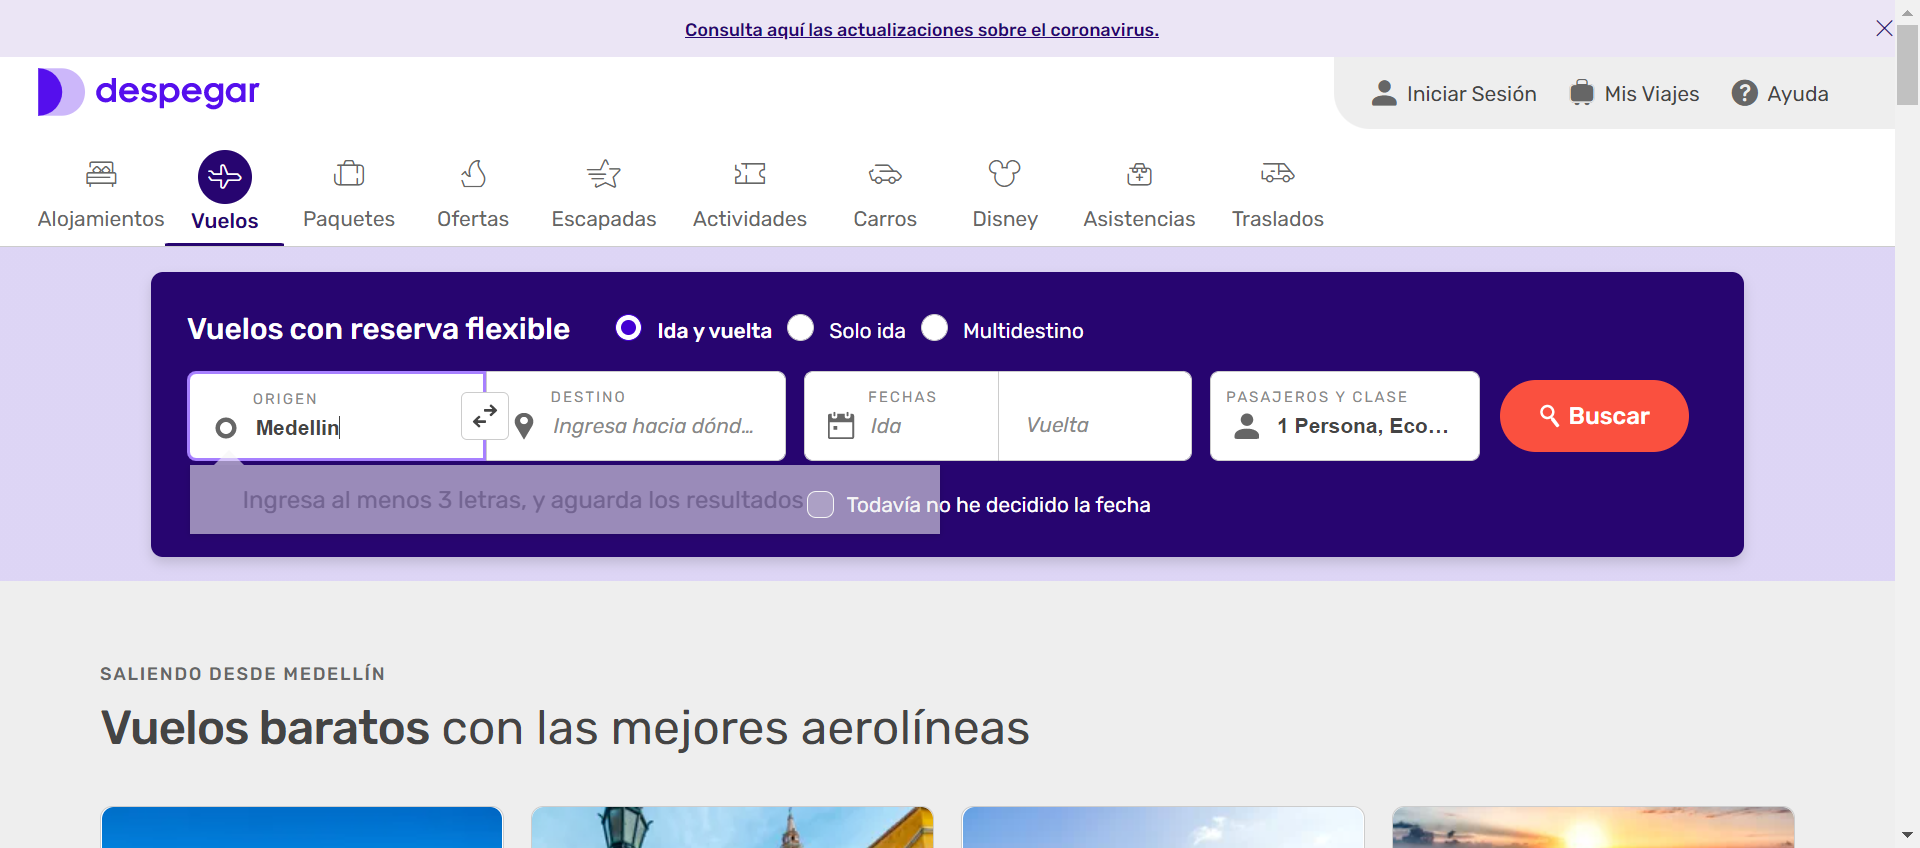 Consulta aquí las actualizaciones sobre el coronavirus.
despegar
Iniciar Sesión
Mis Viajes
Ayuda
Alojamientos
Vuelos
Paquetes
Ofertas
Escapadas
Actividades
Carros
Disney
Asistencias
Traslados
Vuelos con reserva flexible
Ida y vuelta
Solo ida
Multidestino
ORIGEN
Medellin
DESTINO
Ingresa hacia dónd...
FECHAS
Ida
Vuelta
PASAJEROS Y CLASE
1 Persona, Eco...
Buscar
Ingresa al menos 3 letras, y aguarda los resultados
Todavía no he decidido la fecha
SALIENDO DESDE MEDELLÍN
Vuelos baratos con las mejores aerolíneas